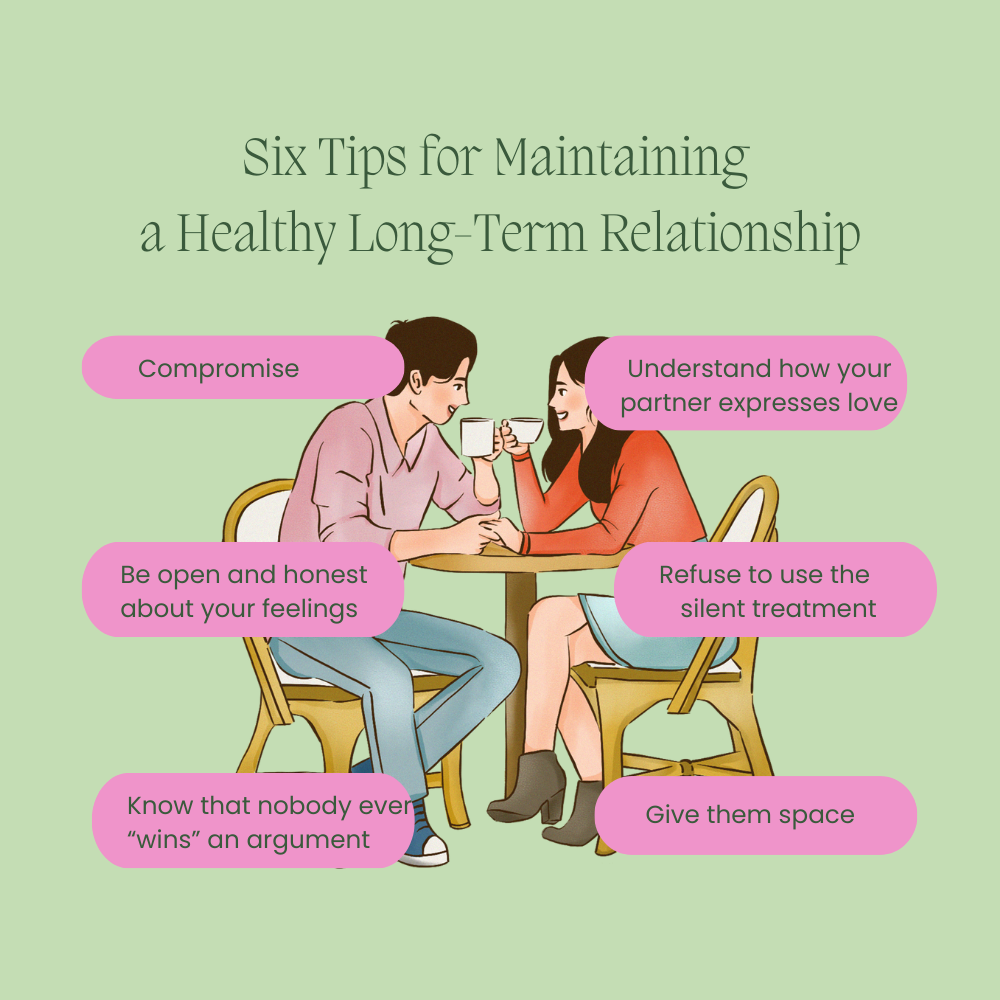 Six Tips for Maintaining
a Healthy Long-Term Relationship
Compromise
Understand how your
partner expresses love
Be open and honest
about your feelings
Refuse to use the
silent treatment
Know that nobody ever
“wins” an argument
Give them space